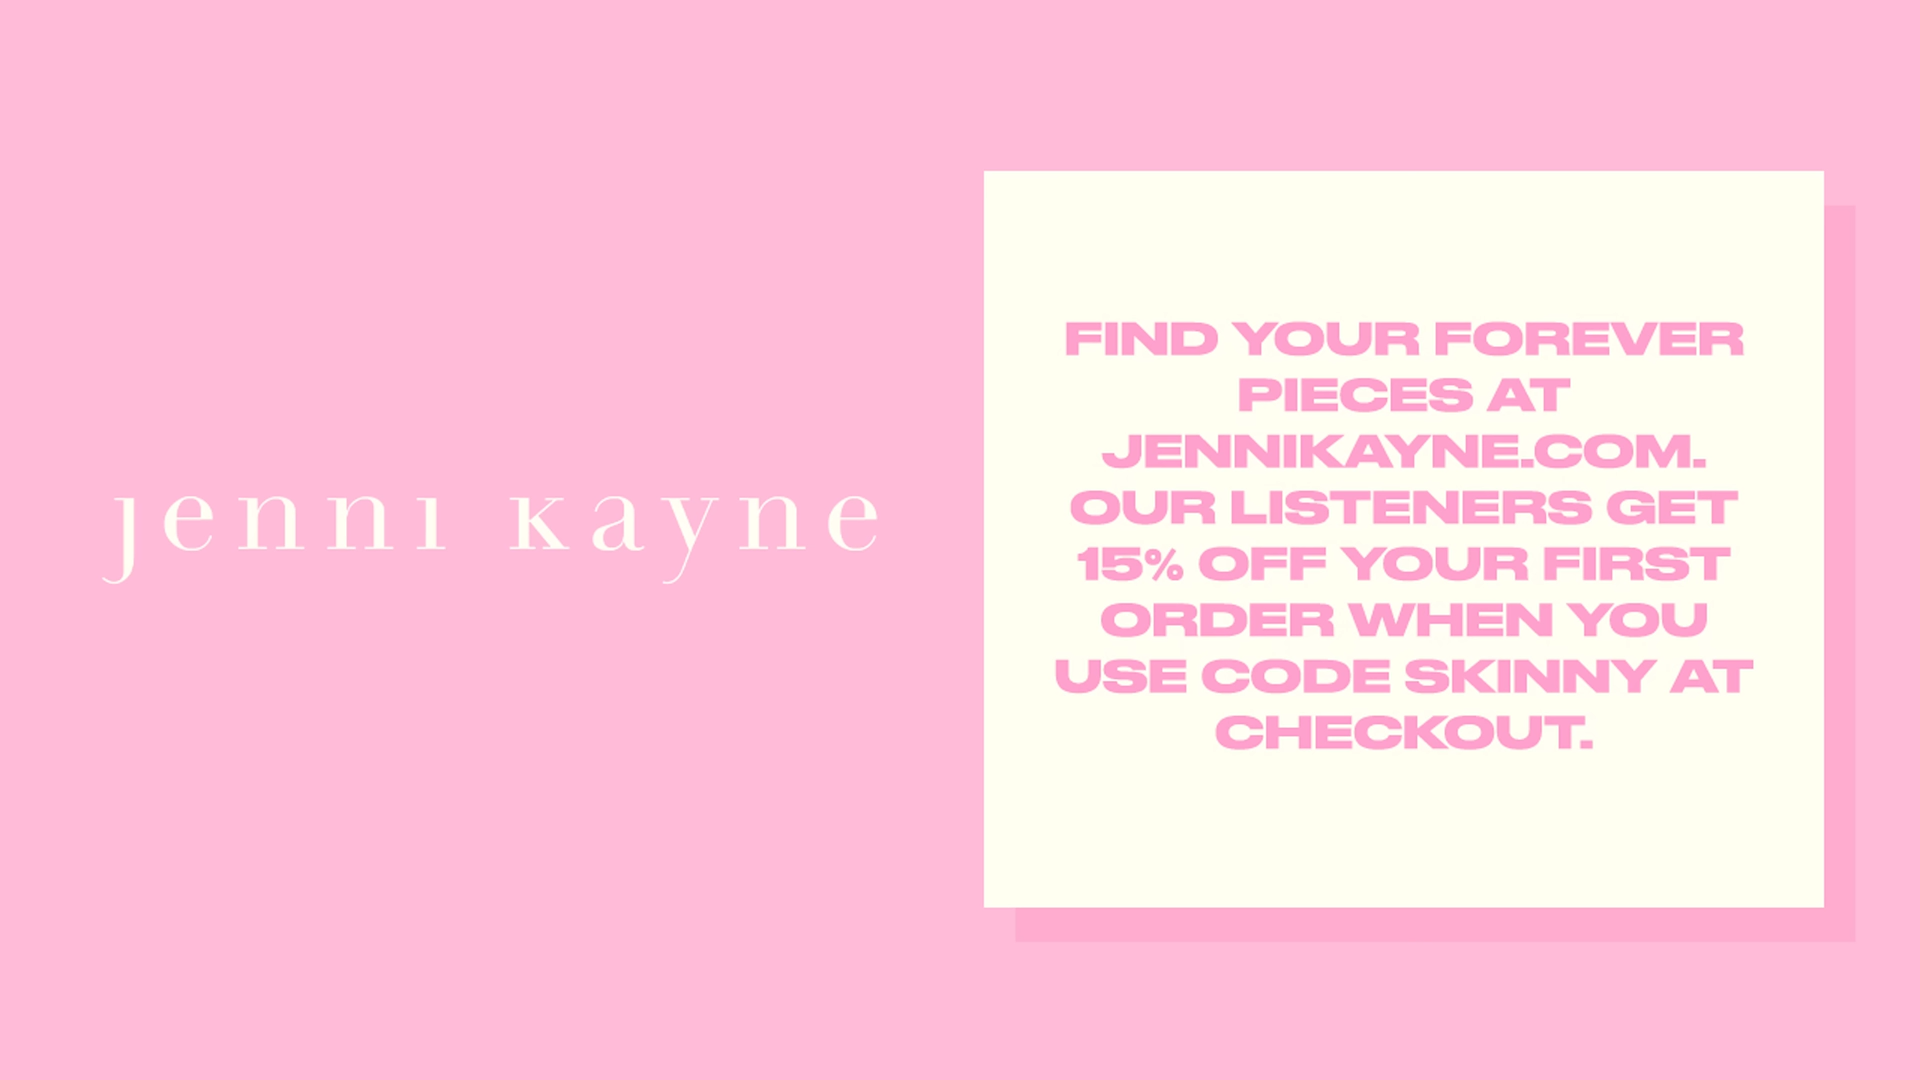 jenni kayne
FIND YOUR FOREVER
PIECES AT
JENNIKAYNE.COM.
OUR LISTENERS GET
15% OFF YOUR FIRST
ORDER WHEN YOU
USE CODE SKINNY AT
CHECKOUT.